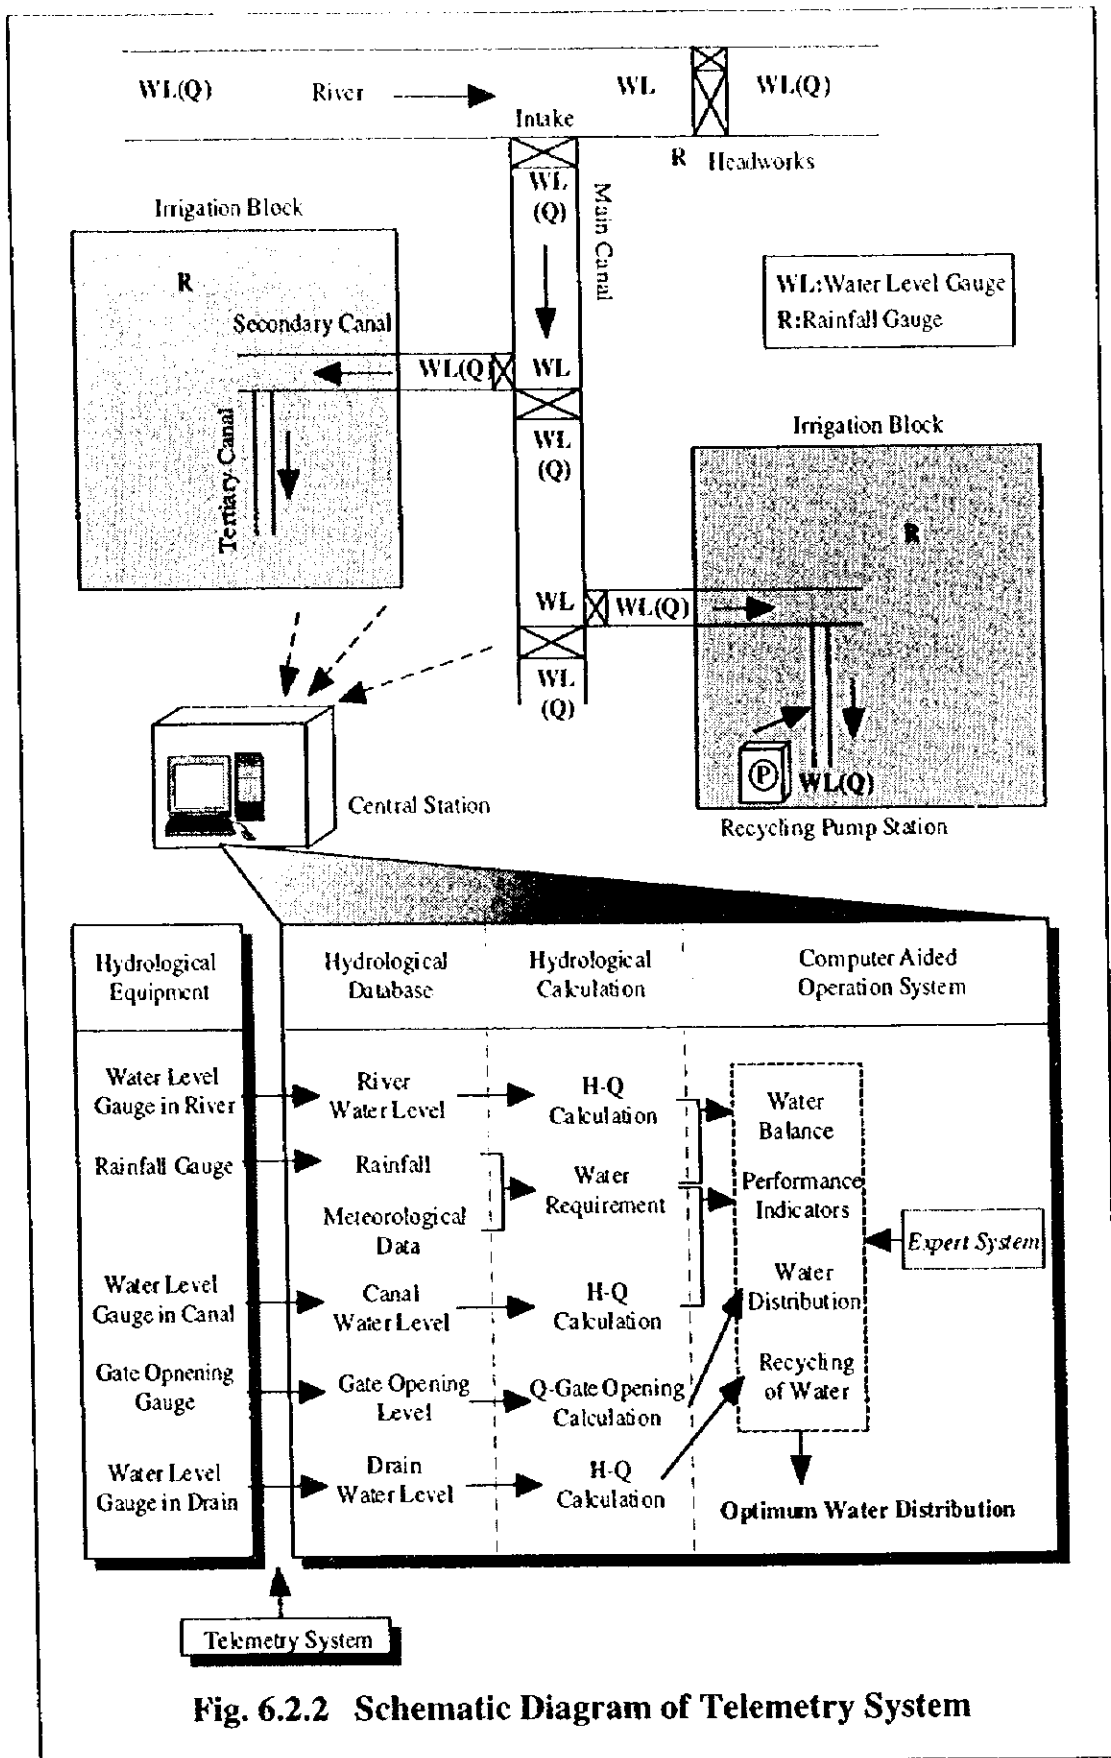 WL(Q)
River
WL
WL(Q)
Intake
R
Headworks
WL
(Q)
Main Canal
Irrigation Block
R
WL:Water Level Gauge
R:Rainfall Gauge
Secondary Canal
WL(Q)
WL
Tertiary Canal
WL
(Q)
Irrigation Block
R
WL
WL(Q)
WL
(Q)
P
WL(Q)
Central Station
Recycling Pump Station
Hydrological
Equipment
Hydrological
Database
Hydrological
Calculation
Computer Aided
Operation System
Water Level
Gauge in River
River
Water Level
H-Q
Calculation
Water
Balance
Rainfall Gauge
Rainfall
Meteorological
Data
Water
Requirement
Performance
Indicators
Expert System
Water Level
Gauge in Canal
Canal
Water Level
H-Q
Calculation
Water
Distribution
Gate Opnening
Gauge
Gate Opening
Level
Q-Gate Opening
Calculation
Recycling
of Water
Water Level
Gauge in Drain
Drain
Water Level
H-Q
Calculation
Optimum Water Distribution
Telemetry System
Fig. 6.2.2 Schematic Diagram of Telemetry System